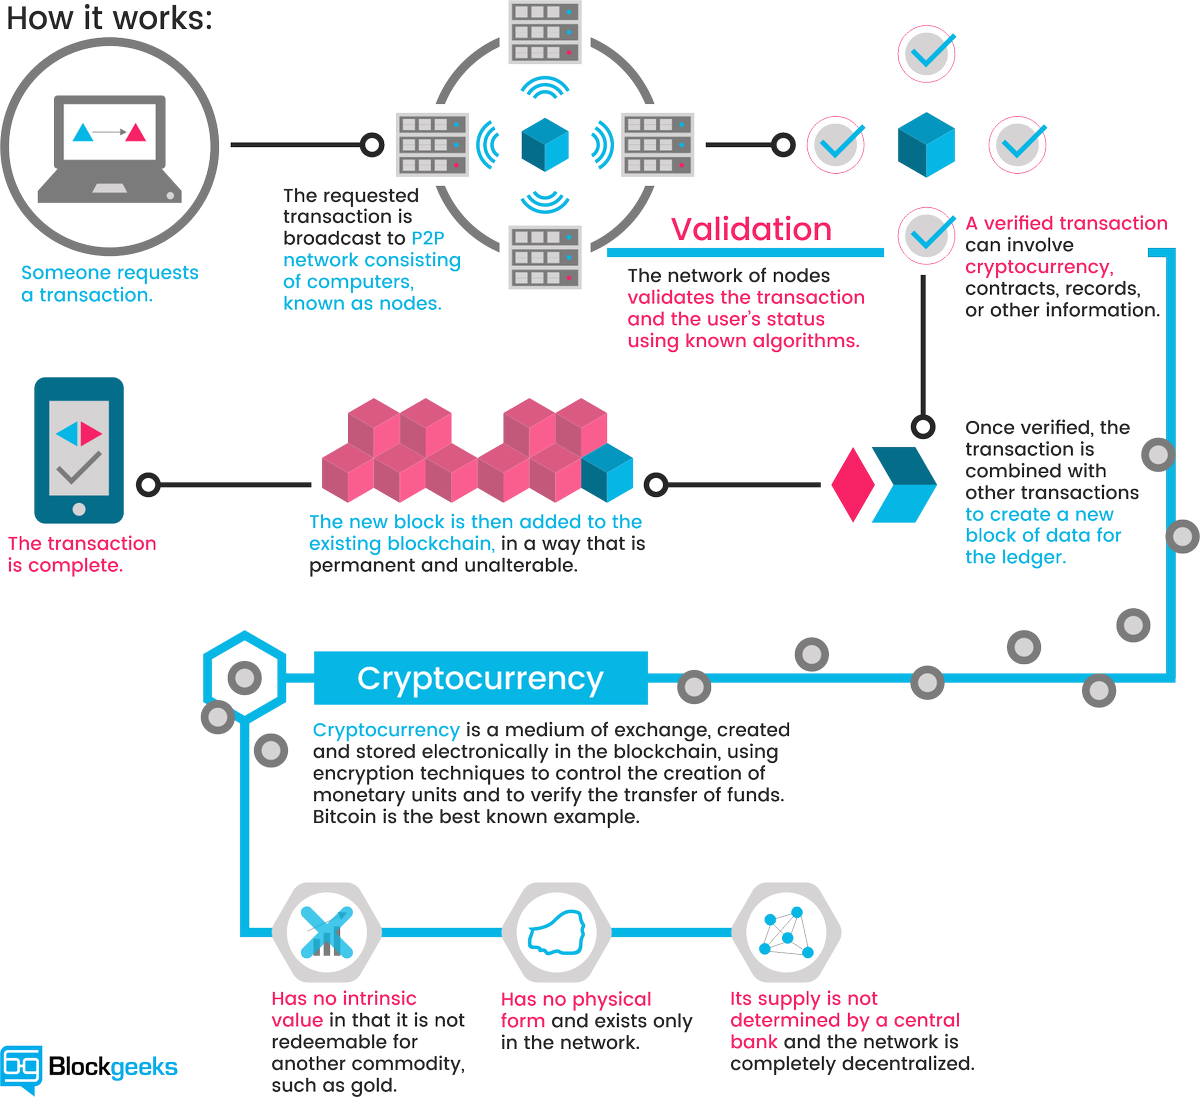 How it works:
Someone requests
a transaction.
The requested
transaction is
broadcast to P2P
network consisting
of computers,
known as nodes.
Validation
The network of nodes
validates the transaction
and the user's status
using known algorithms.
A verified transaction
can involve
cryptocurrency,
contracts, records,
or other information.
Once verified, the
transaction is
combined with
other transactions
to create a new
block of data for
the ledger.
The new block is then added to the
existing blockchain, in a way that is
permanent and unalterable.
The transaction
is complete.
Cryptocurrency
Cryptocurrency is a medium of exchange, created
and stored electronically in the blockchain, using
encryption techniques to control the creation of
monetary units and to verify the transfer of funds.
Bitcoin is the best known example.
Has no intrinsic
value in that it is not
redeemable for
another commodity,
such as gold.
Has no physical
form and exists only
in the network.
Its supply is not
determined by a central
bank and the network is
completely decentralized.
Blockgeeks